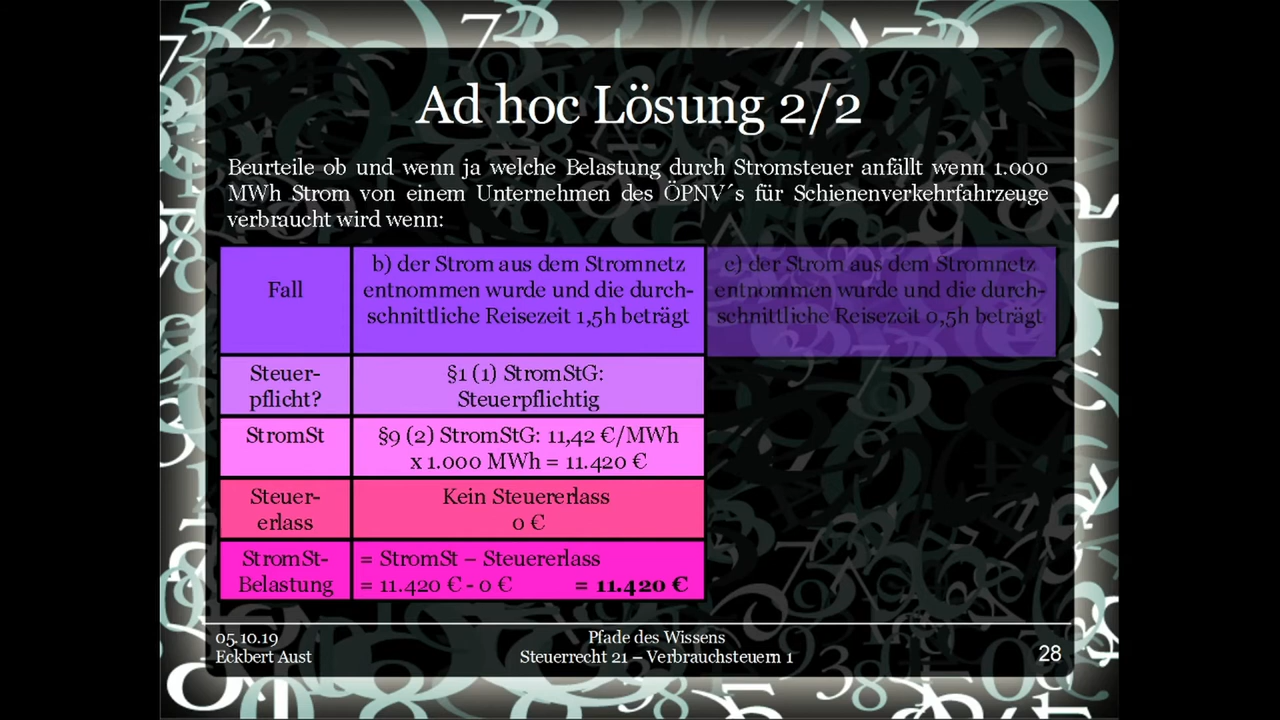 Ad hoc Lösung 2/2
Beurteile ob und wenn ja welche Belastung durch Stromsteuer anfällt wenn 1.000
MWh Strom von einem Unternehmen des ÖPNV´s für Schienenverkehrfahrzeuge
verbraucht wird wenn:
Fall
b) der Strom aus dem Stromnetz
entnommen wurde und die durch-
schnittliche Reisezeit 1,5h beträgt
c) der Strom aus dem Stromnetz
entnommen wurde und die durch-
schnittliche Reisezeit 0,5h beträgt
Steuer-
pflicht?
§1 (1) StromStG:
Steuerpflichtig
StromSt
§9 (2) StromStG: 11,42 €/MWh
x 1.000 MWh = 11.420 €
Steuer-
erlass
Kein Steuererlass
0 €
StromSt-
Belastung
= StromSt – Steuererlass
= 11.420 € - 0 € = 11.420 €
05.10.19
Eckbert Aust
Pfade des Wissens
Steuerrecht 21 – Verbrauchsteuern 1
28